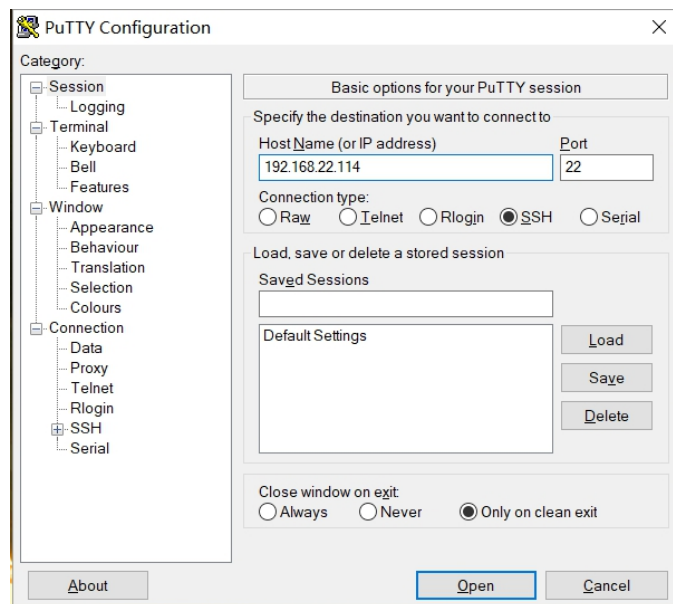 PuTTY Configuration
Category:
Session
Logging
Terminal
Keyboard
Bell
Features
Window
Appearance
Behaviour
Translation
Selection
Colours
Connection
Data
Proxy
Telnet
Rlogin
SSH
Serial
Basic options for your PuTTY session
Specify the destination you want to connect to
Host Name (or IP address) Port
192.168.22.114 22
Connection type:
Raw Telnet Rlogin SSH Serial
Load, save or delete a stored session
Saved Sessions
Default Settings
Load
Save
Delete
Close window on exit:
Always Never Only on clean exit
About Open Cancel